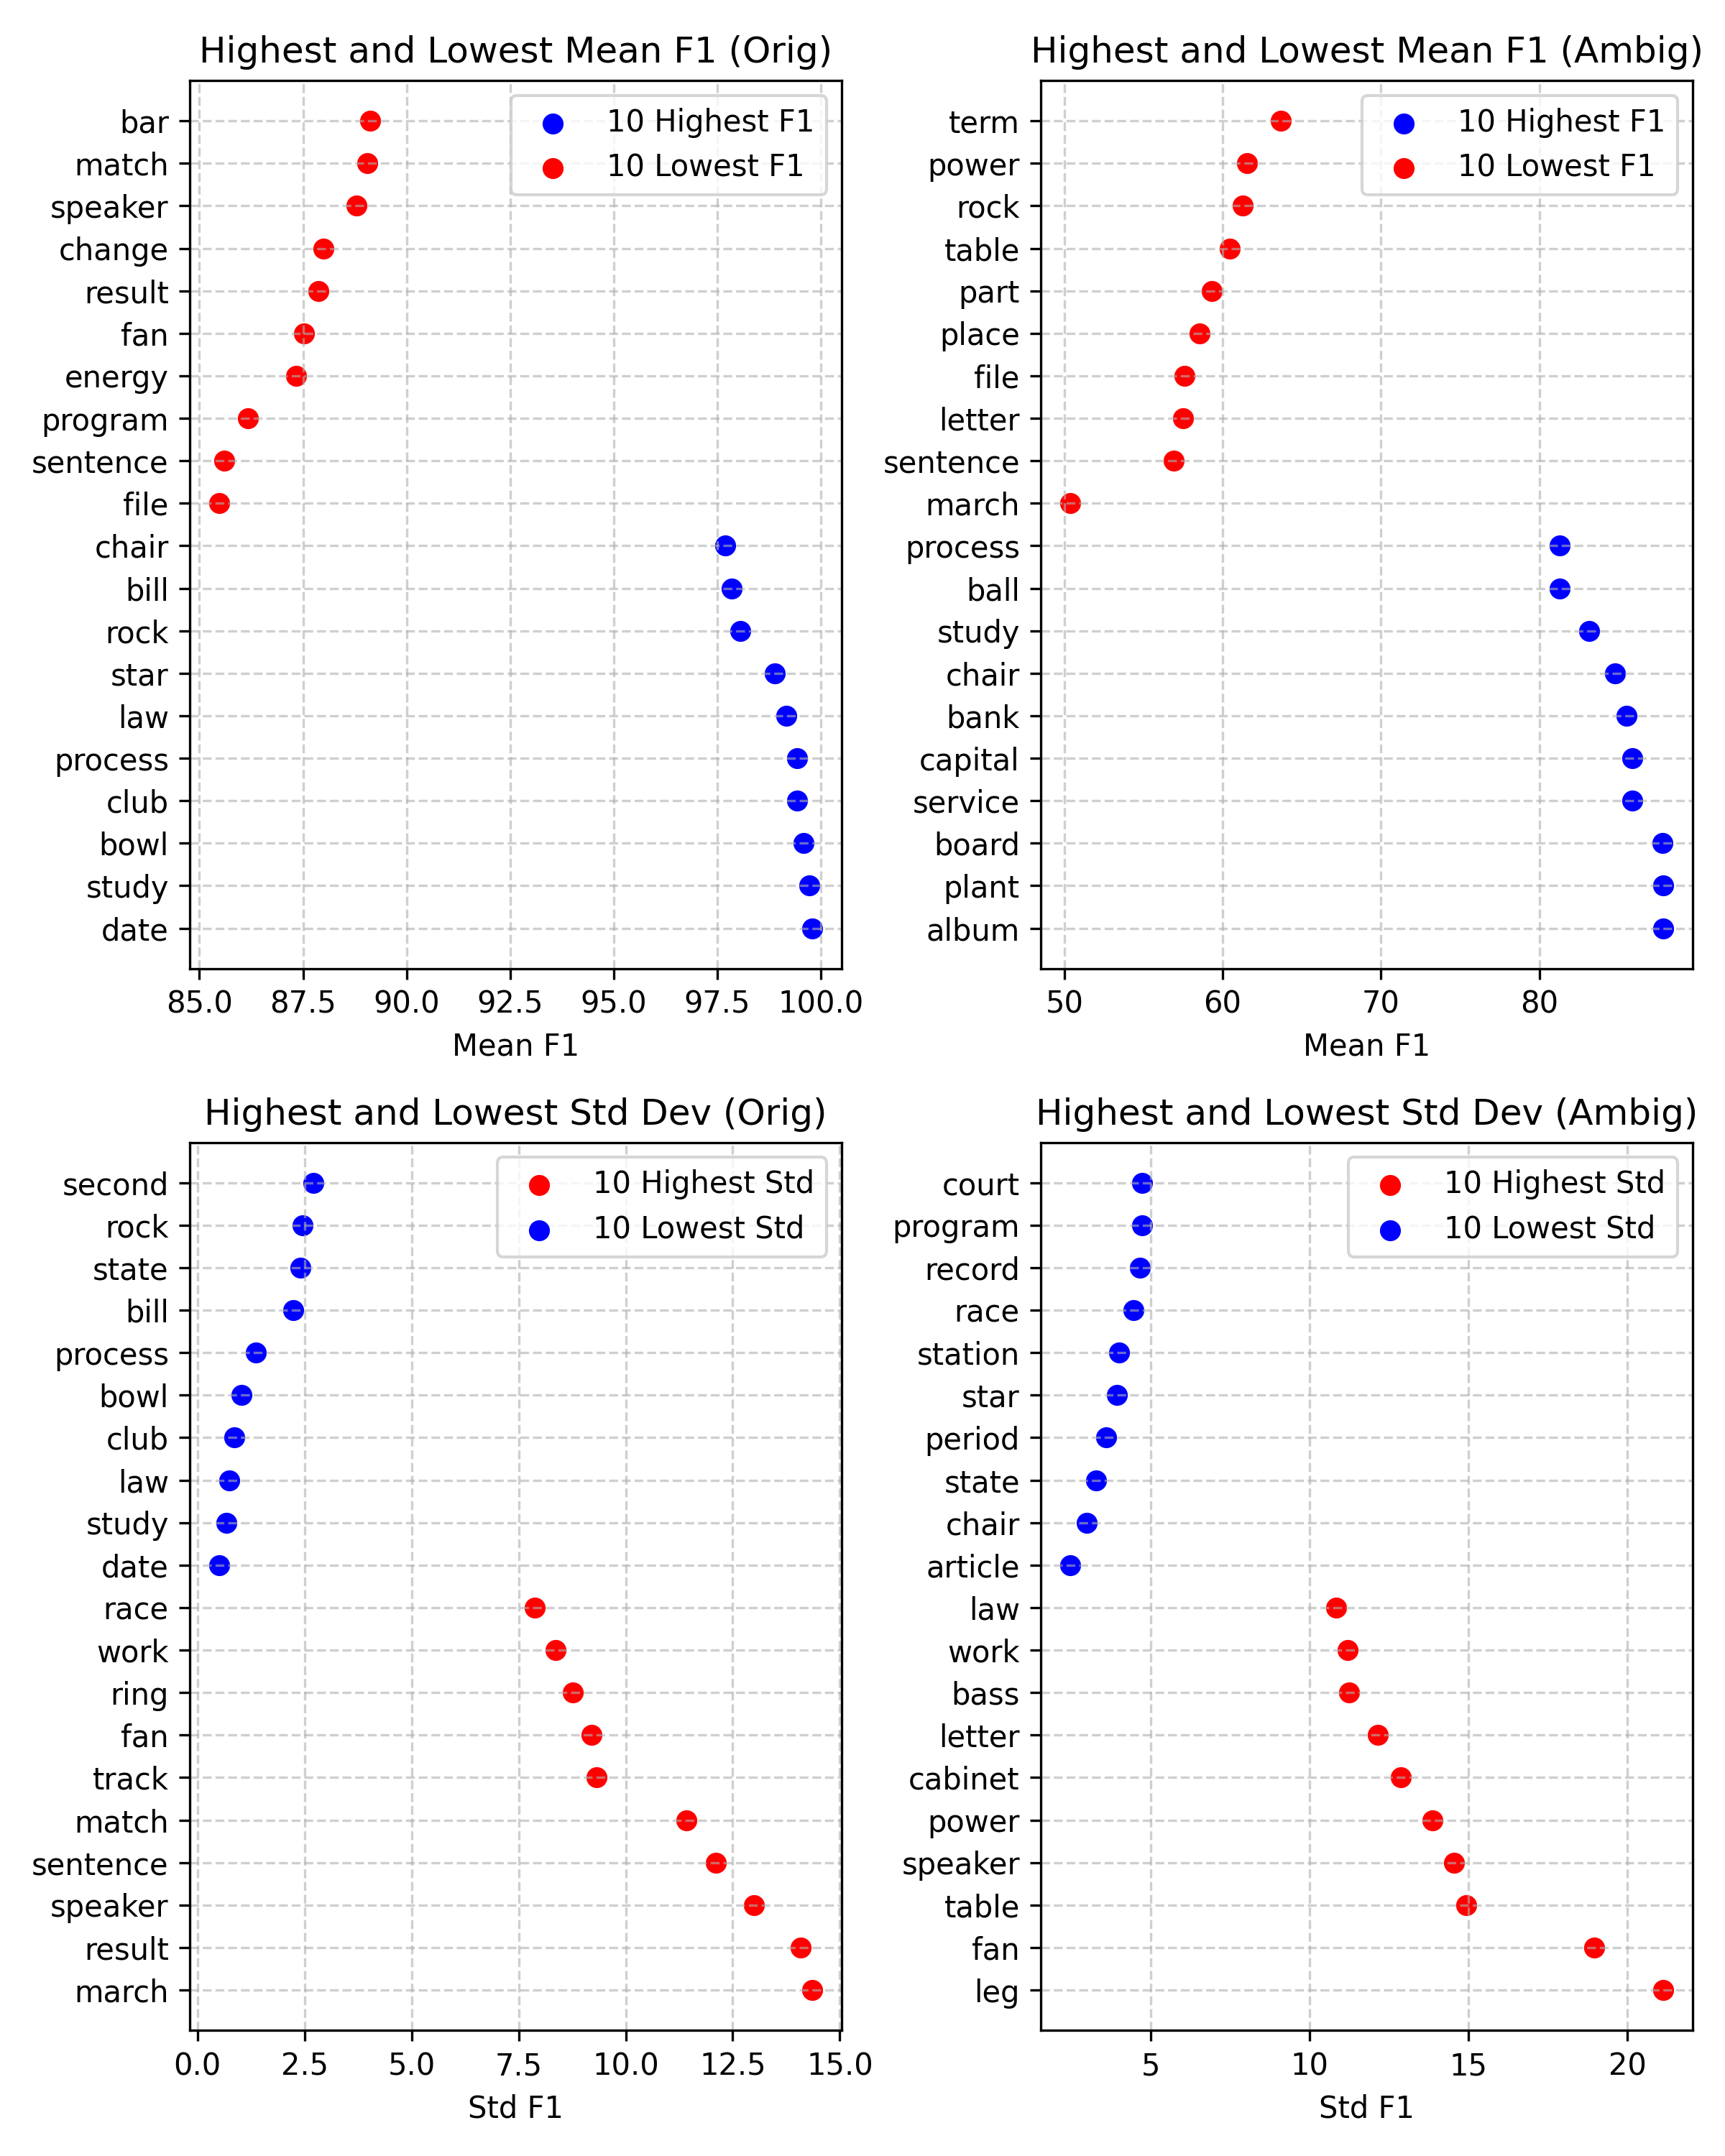 Highest and Lowest Mean F1 (Orig)
10 Highest F1
10 Lowest F1
bar
match
speaker
change
result
fan
energy
program
sentence
file
chair
bill
rock
star
law
process
club
bowl
study
date
85.0 87.5 90.0 92.5 95.0 97.5 100.0
Mean F1
Highest and Lowest Mean F1 (Ambig)
10 Highest F1
10 Lowest F1
term
power
rock
table
part
place
file
letter
sentence
march
process
ball
study
chair
bank
capital
service
board
plant
album
50 60 70 80
Mean F1
Highest and Lowest Std Dev (Orig)
10 Highest Std
10 Lowest Std
second
rock
state
bill
process
bowl
club
law
study
date
race
work
ring
fan
track
match
sentence
speaker
result
march
0.0 2.5 5.0 7.5 10.0 12.5 15.0
Std F1
Highest and Lowest Std Dev (Ambig)
10 Highest Std
10 Lowest Std
court
program
record
race
station
star
period
state
chair
article
law
work
bass
letter
cabinet
power
speaker
table
fan
leg
5 10 15 20
Std F1